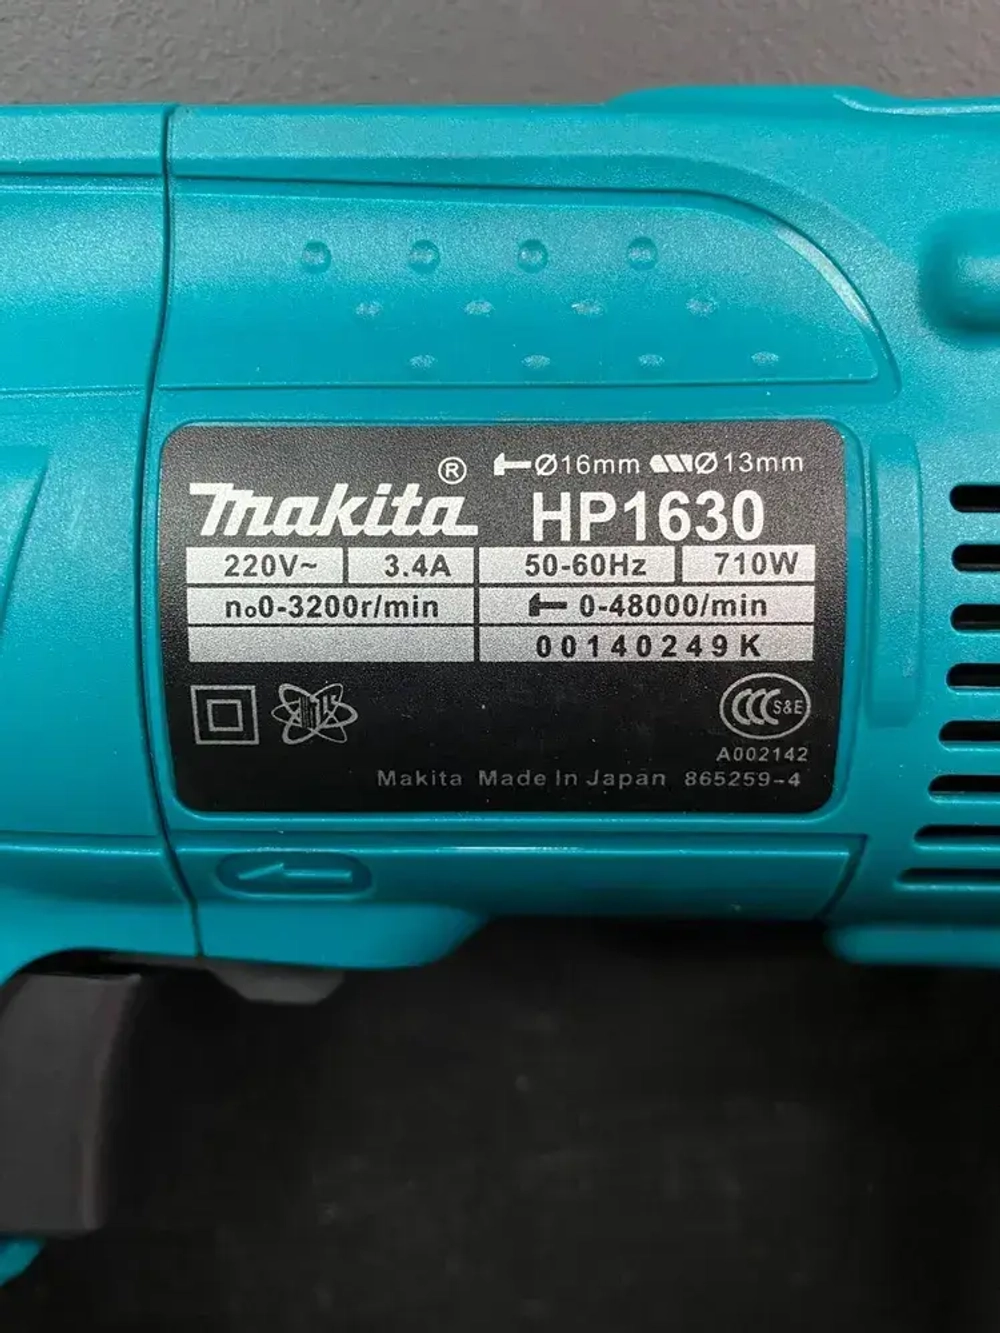 makita®
Ø16mm Ø13mm
HP1630
220V~ 3.4A 50-60Hz 710W
n₀0-3200r/min 0-48000/min
00140249K
CCC S&E
A002142
Makita Made In Japan 865259-4